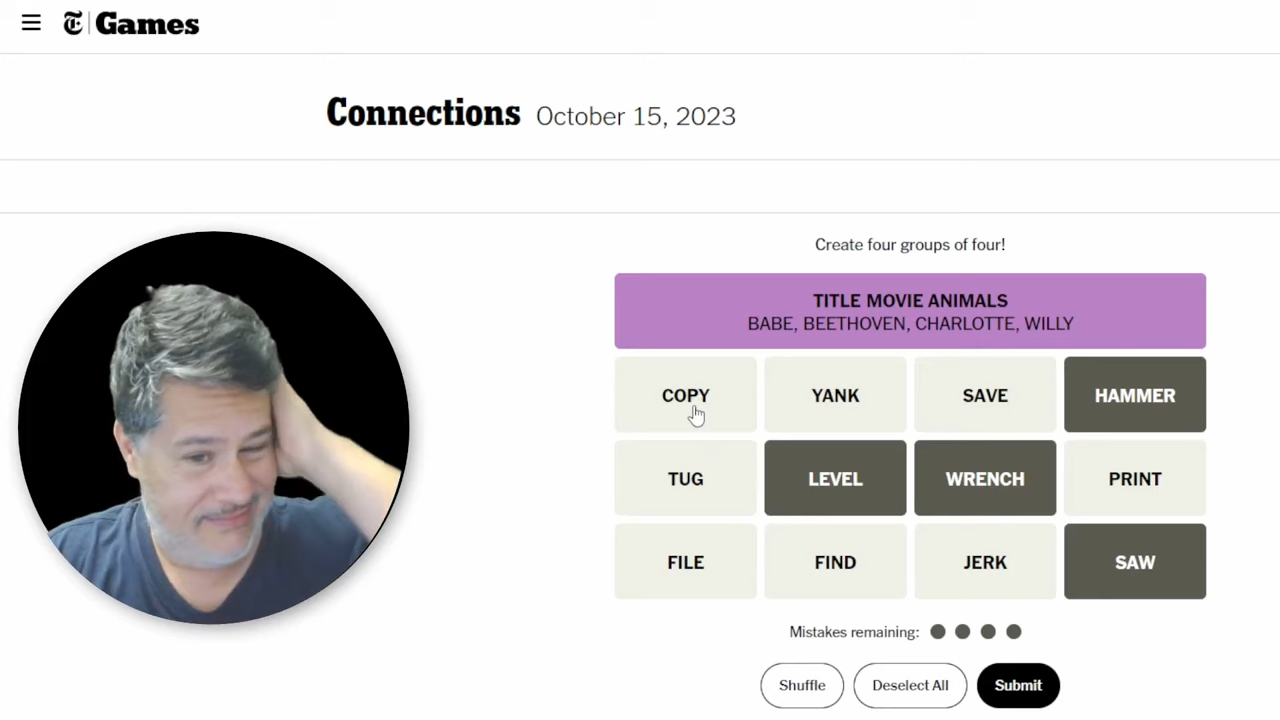 T Games
Connections October 15, 2023
Create four groups of four!
TITLE MOVIE ANIMALS
BABE, BEETHOVEN, CHARLOTTE, WILLY
COPY YANK SAVE HAMMER
TUG LEVEL WRENCH PRINT
FILE FIND JERK SAW
Mistakes remaining:
Shuffle Deselect All Submit